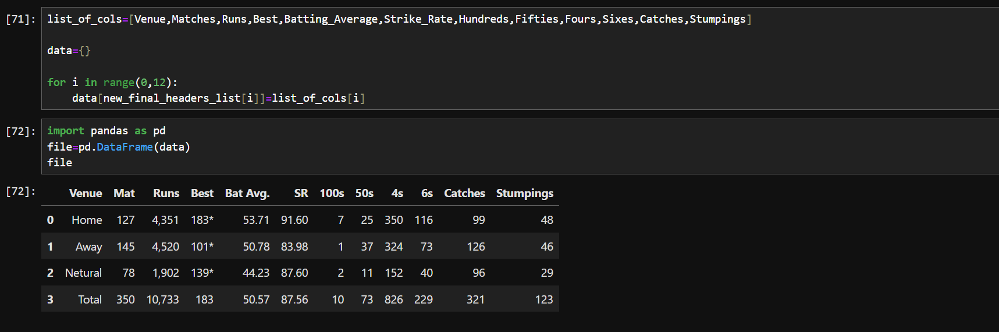 [71]: list_of_cols=[Venue,Matches,Runs,Best,Batting_Average,Strike_Rate,Hundreds,Fifties,Fours,Sixes,Catches,Stumpings]
data={}
for i in range(0,12):
    data[new_final_headers_list[i]]=list_of_cols[i]
[72]: import pandas as pd
file=pd.DataFrame(data)
file
[72]: Venue Mat Runs Best Bat Avg. SR 100s 50s 4s 6s Catches Stumpings
0 Home 127 4,351 183* 53.71 91.60 7 25 350 116 99 48
1 Away 145 4,520 101* 50.78 83.98 1 37 324 73 126 46
2 Netural 78 1,902 139* 44.23 87.60 2 11 152 40 96 29
3 Total 350 10,733 183 50.57 87.56 10 73 826 229 321 123